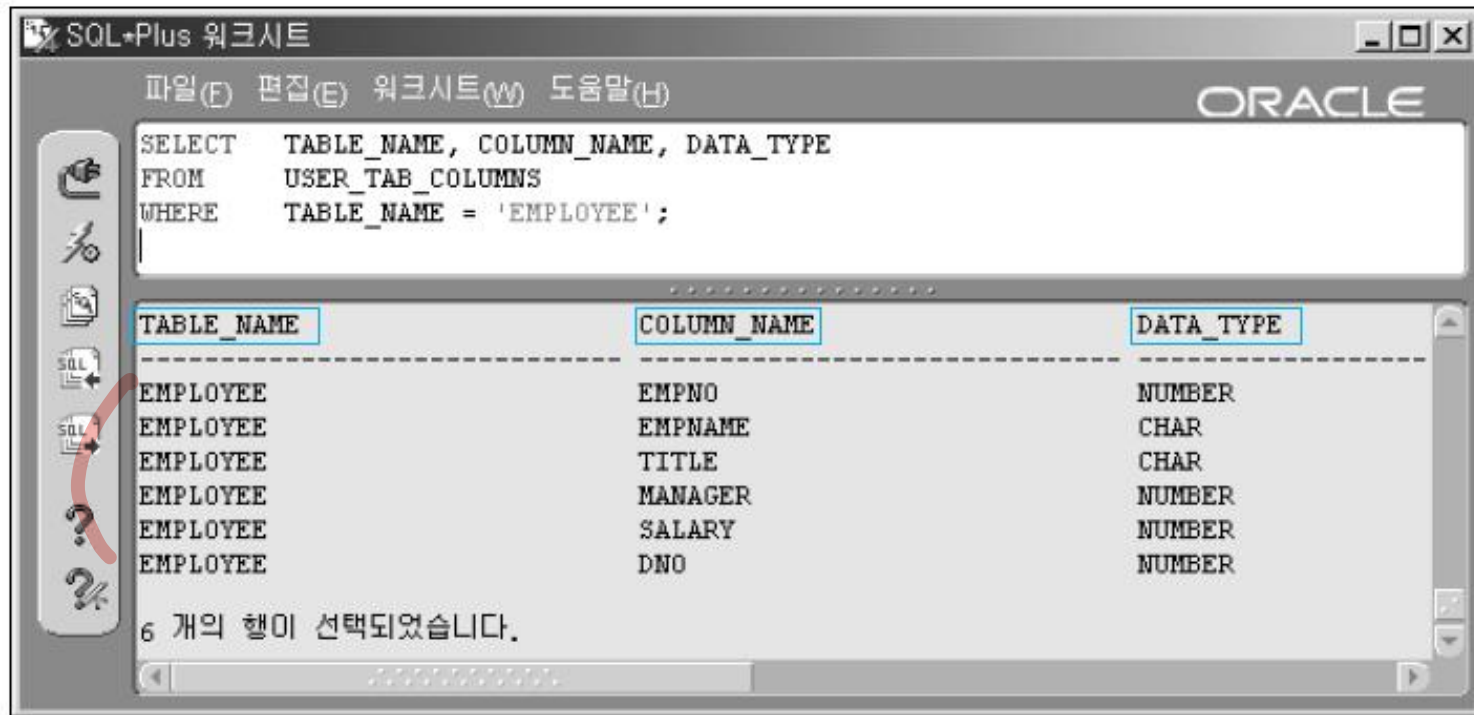 SQL*Plus 워크시트
파일(F) 편집(E) 워크시트(W) 도움말(H)
ORACLE
SELECT TABLE_NAME, COLUMN_NAME, DATA_TYPE
FROM USER_TAB_COLUMNS
WHERE TABLE_NAME = 'EMPLOYEE';
TABLE_NAME COLUMN_NAME DATA_TYPE
EMPLOYEE EMPNO NUMBER
EMPLOYEE EMPNAME CHAR
EMPLOYEE TITLE CHAR
EMPLOYEE MANAGER NUMBER
EMPLOYEE SALARY NUMBER
EMPLOYEE DNO NUMBER
6 개의 행이 선택되었습니다.
SQL
SQL